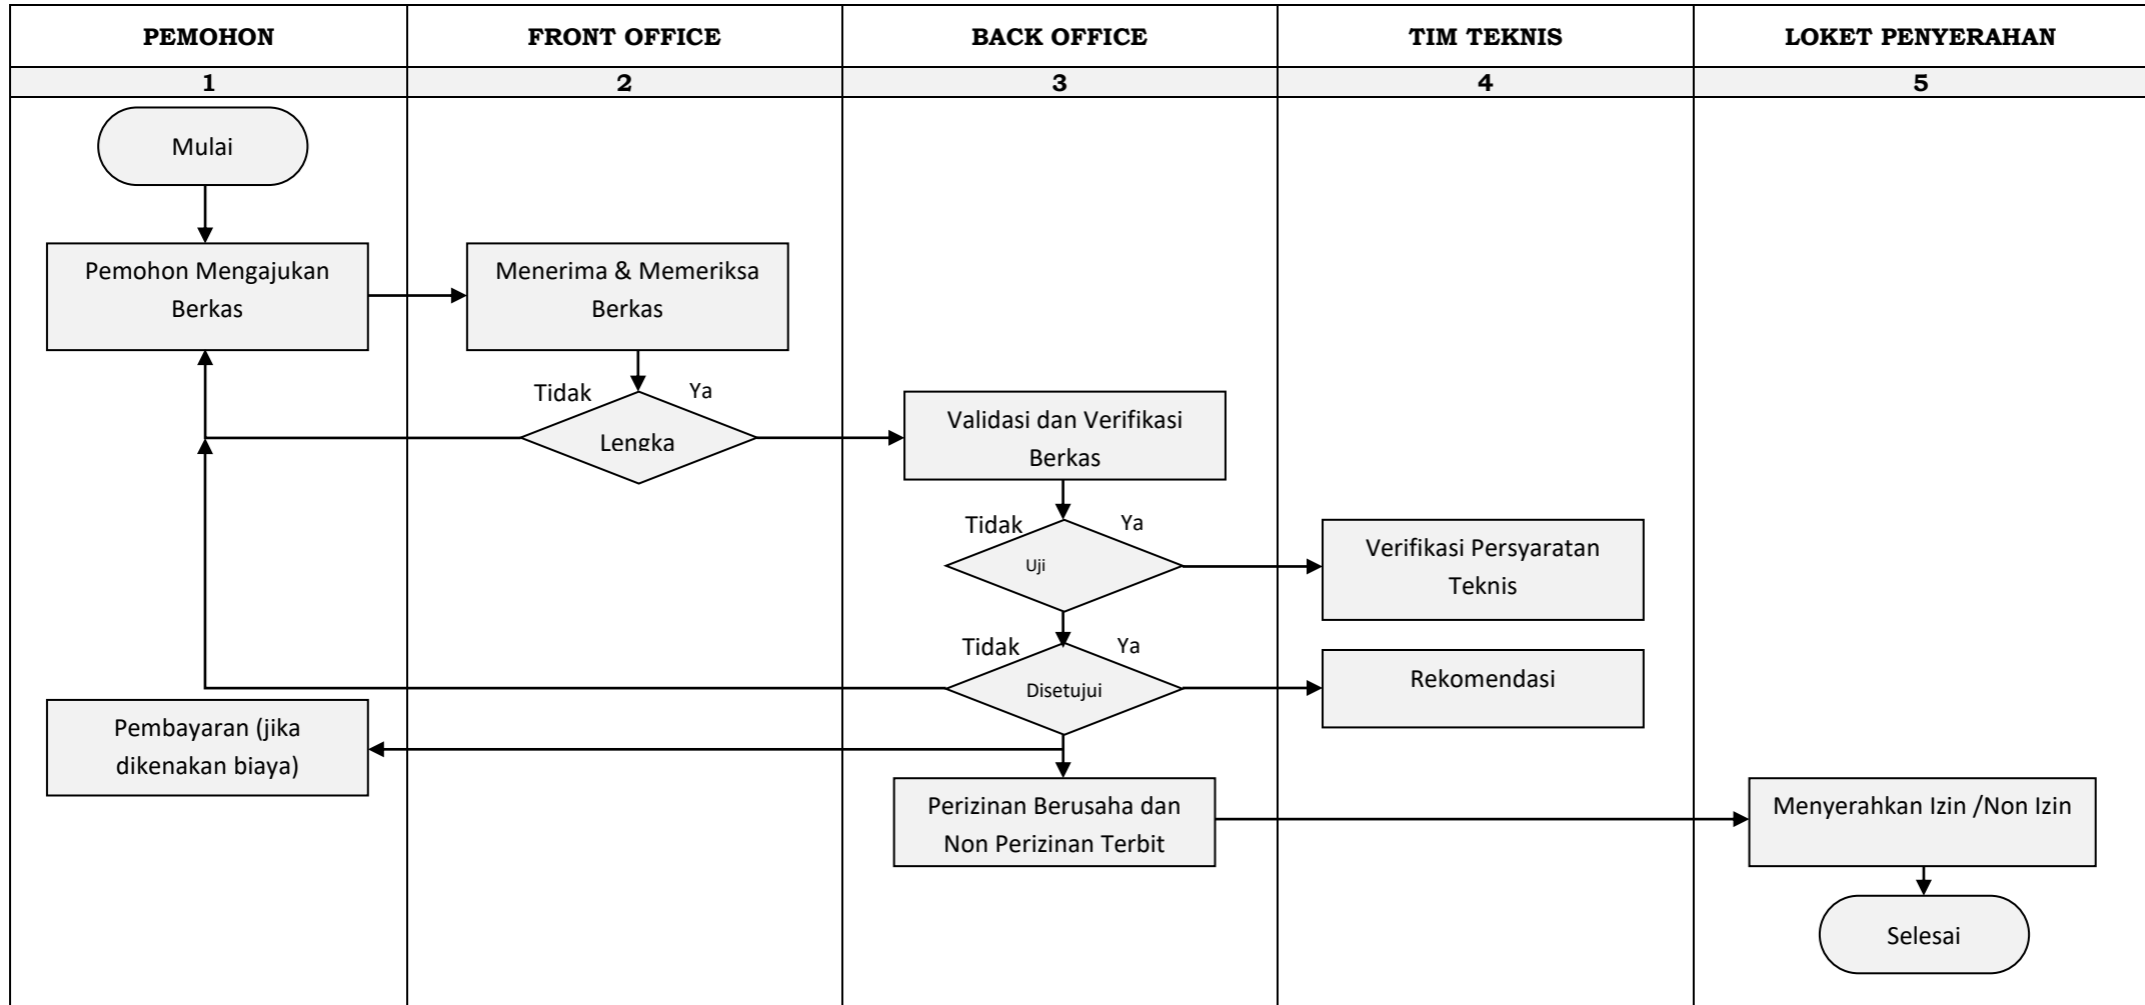 PEMOHON
FRONT OFFICE
BACK OFFICE
TIM TEKNIS
LOKET PENYERAHAN
1
2
3
4
5
Mulai
Pemohon Mengajukan
Berkas
Menerima & Memeriksa
Berkas
Tidak
Ya
Lengka
Validasi dan Verifikasi
Berkas
Tidak
Ya
Uji
Verifikasi Persyaratan
Teknis
Tidak
Ya
Disetujui
Rekomendasi
Pembayaran (jika
dikenakan biaya)
Perizinan Berusaha dan
Non Perizinan Terbit
Menyerahkan Izin /Non Izin
Selesai